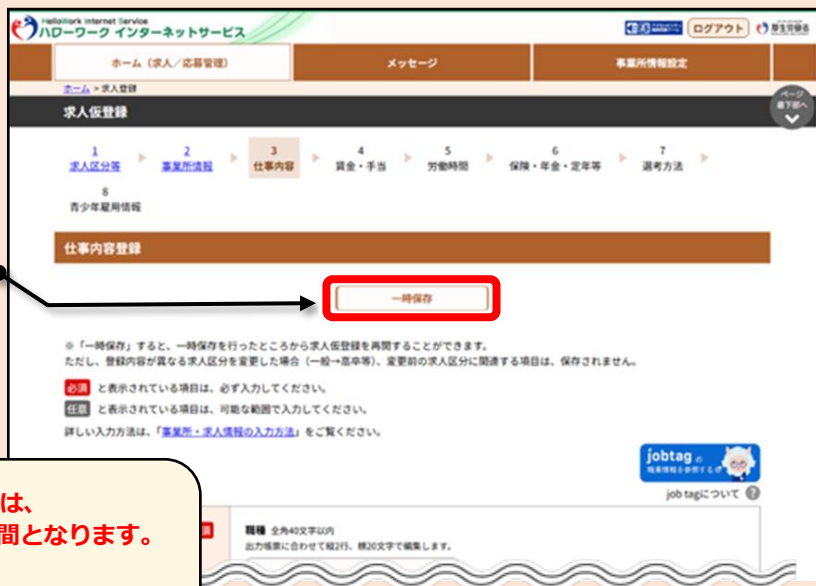 HelloWork Internet Service
ハローワーク インターネットサービス
ログアウト
厚生労働省
ホーム（求人／応募管理）
メッセージ
事業所情報設定
ホーム > 求人登録
ページ
最下部へ
求人仮登録
1
求人区分等
2
事業所情報
3
仕事内容
4
賃金・手当
5
労働時間
6
保険・年金・定年等
7
選考方法
8
青少年雇用情報
仕事内容登録
一時保存
※「一時保存」すると、一時保存を行ったところから求人仮登録を再開することができます。
ただし、登録内容が異なる求人区分を変更した場合（一般→高卒等）、変更前の求人区分に関連する項目は、保存されません。
必須 と表示されている項目は、必ず入力してください。
任意 と表示されている項目は、可能な範囲で入力してください。
詳しい入力方法は、「事業所・求人情報の入力方法」をご覧ください。
jobtag の
職業情報を参照する
job tagについて ?
は、
間となります。
須
職種 全角40文字以内
出力帳票に合わせて縦2行、横20文字で編集します。